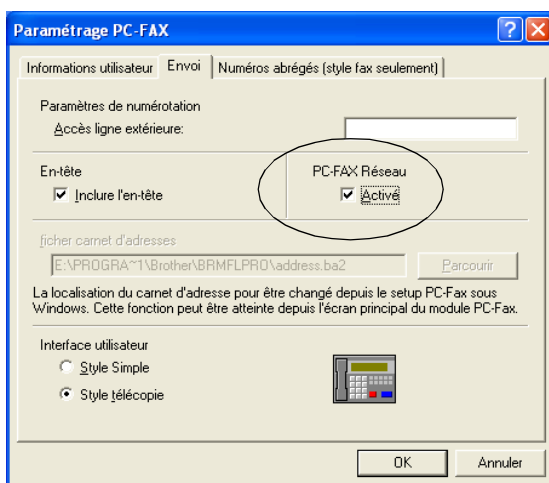 Paramétrage PC-FAX
Informations utilisateur Envoi Numéros abrégés (style fax seulement)
Paramètres de numérotation
Accès ligne extérieure:
En-tête
PC-FAX Réseau
Inclure l'en-tête
Activé
ficher carnet d'adresses
E:\PROGRA~1\Brother\BRMFLPRO\address.ba2
Parcourir
La localisation du carnet d'adresse pour être changé depuis le setup PC-Fax sous
Windows. Cette fonction peut être atteinte depuis l'écran principal du module PC-Fax.
Interface utilisateur
Style Simple
Style télécopie
OK Annuler